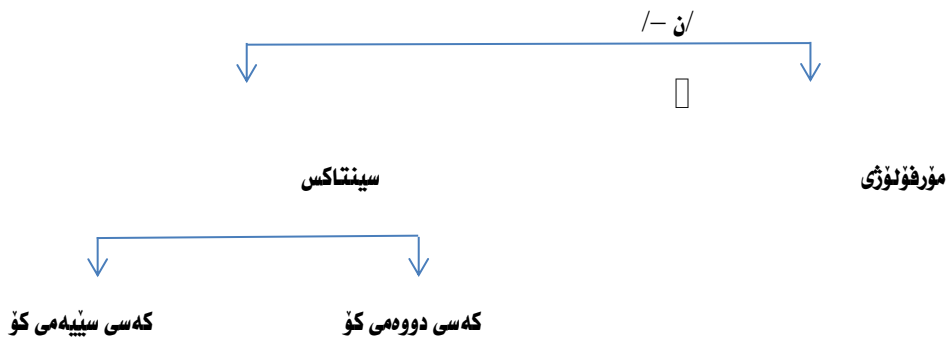 /– ن/
مۆرفۆلۆژی
سینتاکس
کەسی دووەمی کۆ
کەسی سێیەمی کۆ